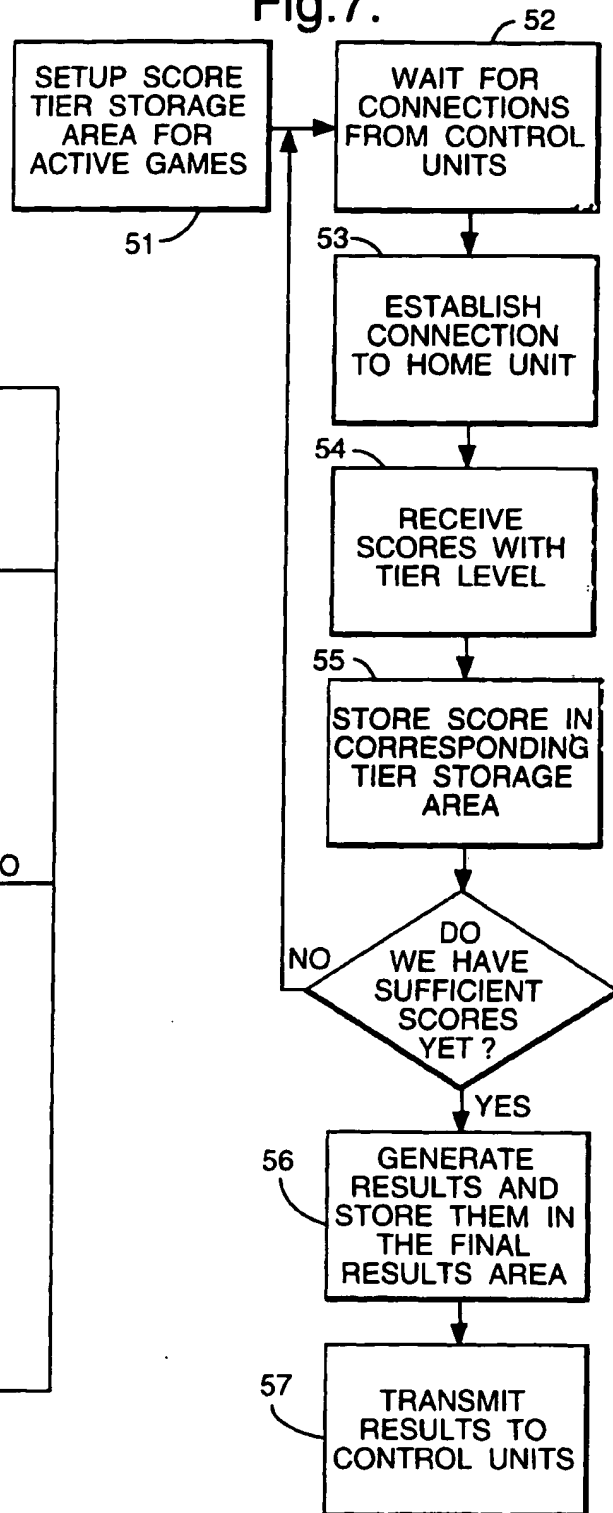 Fig.7.
SETUP SCORE
TIER STORAGE
AREA FOR
ACTIVE GAMES
51
52
WAIT FOR
CONNECTIONS
FROM CONTROL
UNITS
53
ESTABLISH
CONNECTION
TO HOME UNIT
54
RECEIVE
SCORES WITH
TIER LEVEL
55
STORE SCORE IN
CORRESPONDING
TIER STORAGE
AREA
O
NO
DO
WE HAVE
SUFFICIENT
SCORES
YET ?
YES
56
GENERATE
RESULTS AND
STORE THEM IN
THE FINAL
RESULTS AREA
57
TRANSMIT
RESULTS TO
CONTROL UNITS